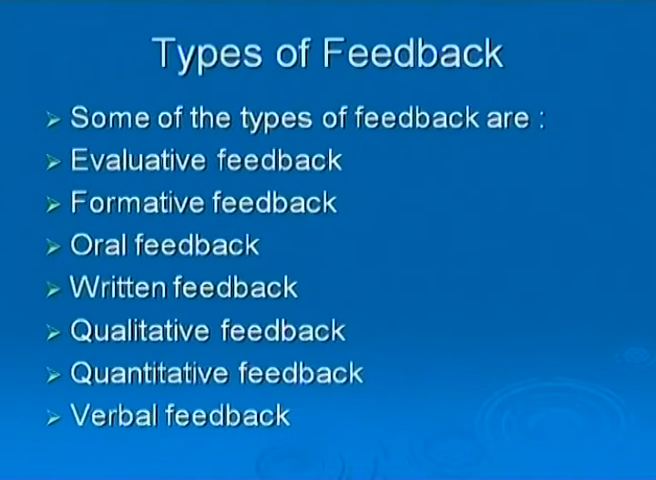 Types of Feedback
Some of the types of feedback are :
Evaluative feedback
Formative feedback
Oral feedback
Written feedback
Qualitative feedback
Quantitative feedback
Verbal feedback